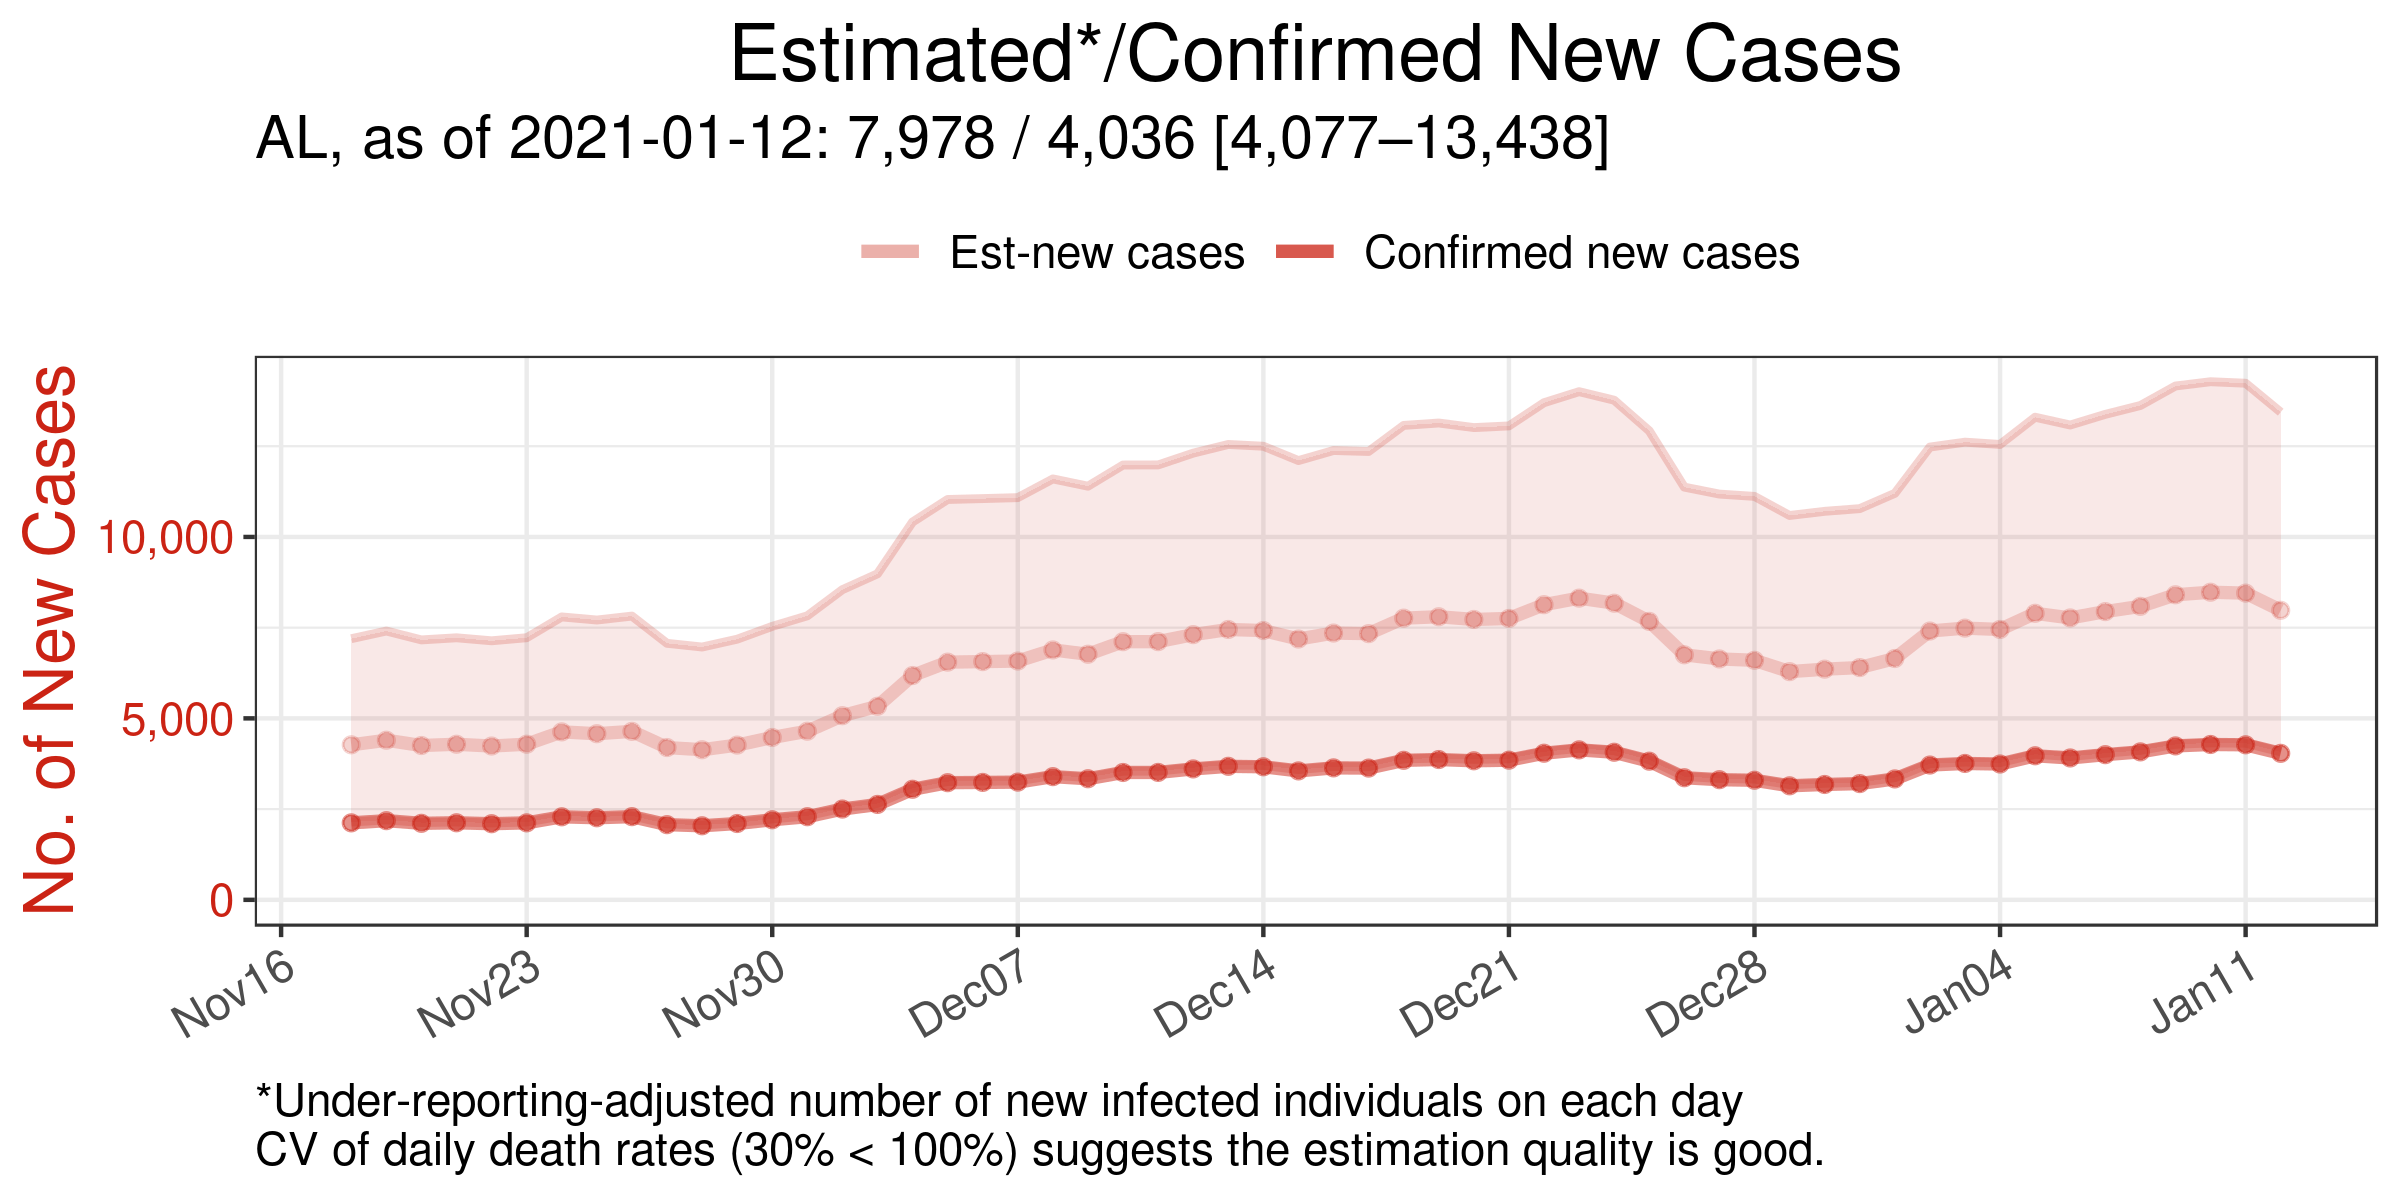 Estimated*/Confirmed New Cases
AL, as of 2021-01-12: 7,978 / 4,036 [4,077–13,438]
Est-new cases
Confirmed new cases
No. of New Cases
10,000
5,000
0
Nov16
Nov23
Nov30
Dec07
Dec14
Dec21
Dec28
Jan04
Jan11
*Under-reporting-adjusted number of new infected individuals on each day
CV of daily death rates (30% < 100%) suggests the estimation quality is good.